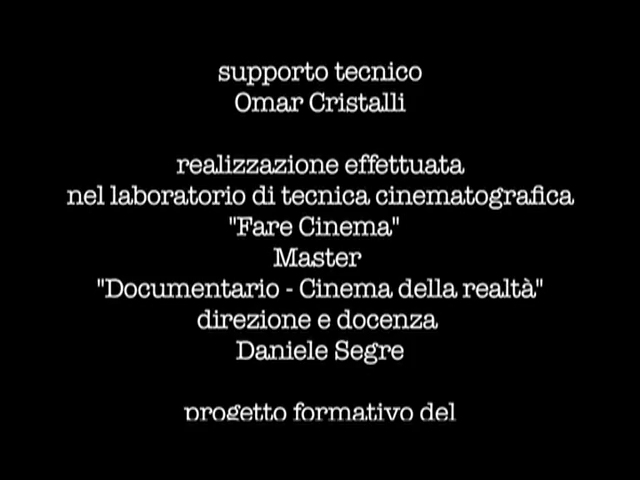 supporto tecnico
Omar Cristalli
realizzazione effettuata
nel laboratorio di tecnica cinematografica
"Fare Cinema"
Master
"Documentario - Cinema della realtà"
direzione e docenza
Daniele Segre
progetto formativo del